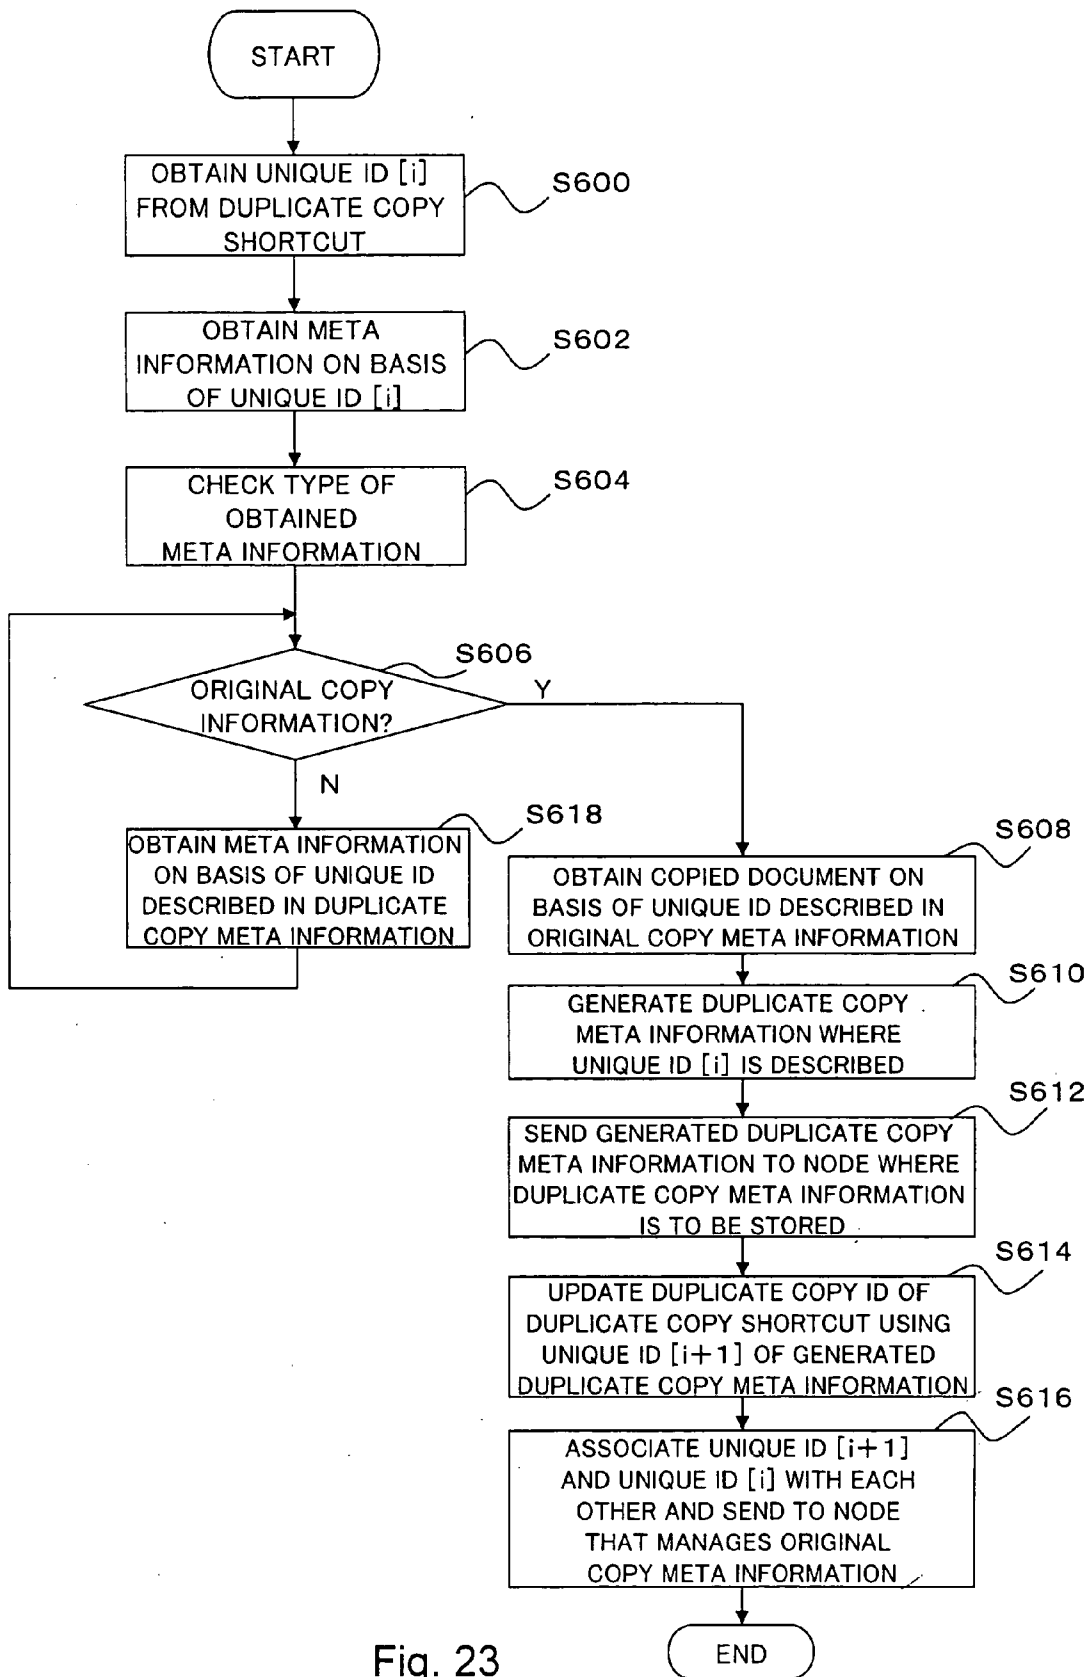 START
OBTAIN UNIQUE ID [i]
FROM DUPLICATE COPY
SHORTCUT
S600
OBTAIN META
INFORMATION ON BASIS
OF UNIQUE ID [i]
S602
CHECK TYPE OF
OBTAINED
META INFORMATION
S604
ORIGINAL COPY
INFORMATION?
S606
Y
N
OBTAIN META INFORMATION
ON BASIS OF UNIQUE ID
DESCRIBED IN DUPLICATE
COPY META INFORMATION
S618
OBTAIN COPIED DOCUMENT ON
BASIS OF UNIQUE ID DESCRIBED IN
ORIGINAL COPY META INFORMATION
S608
GENERATE DUPLICATE COPY
META INFORMATION WHERE
UNIQUE ID [i] IS DESCRIBED
S610
SEND GENERATED DUPLICATE COPY
META INFORMATION TO NODE WHERE
DUPLICATE COPY META INFORMATION
IS TO BE STORED
S612
UPDATE DUPLICATE COPY ID OF
DUPLICATE COPY SHORTCUT USING
UNIQUE ID [i+1] OF GENERATED
DUPLICATE COPY META INFORMATION
S614
ASSOCIATE UNIQUE ID [i+1]
AND UNIQUE ID [i] WITH EACH
OTHER AND SEND TO NODE
THAT MANAGES ORIGINAL
COPY META INFORMATION
S616
END
Fig. 23